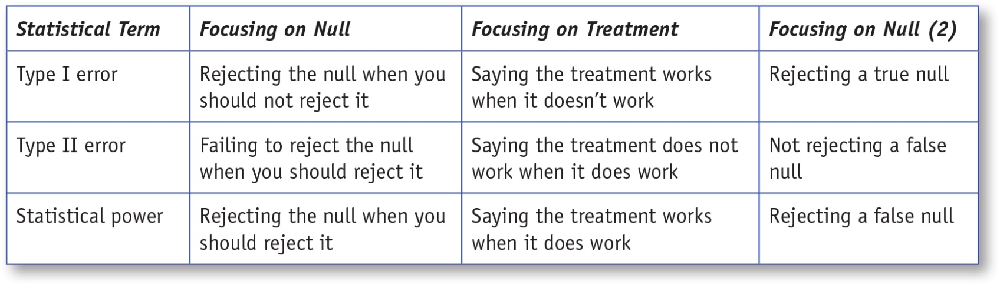 Statistical Term
Focusing on Null
Focusing on Treatment
Focusing on Null (2)
Type I error
Rejecting the null when you
should not reject it
Saying the treatment works
when it doesn’t work
Rejecting a true null
Type II error
Failing to reject the null
when you should reject it
Saying the treatment does not
work when it does work
Not rejecting a false
null
Statistical power
Rejecting the null when you
should reject it
Saying the treatment works
when it does work
Rejecting a false null